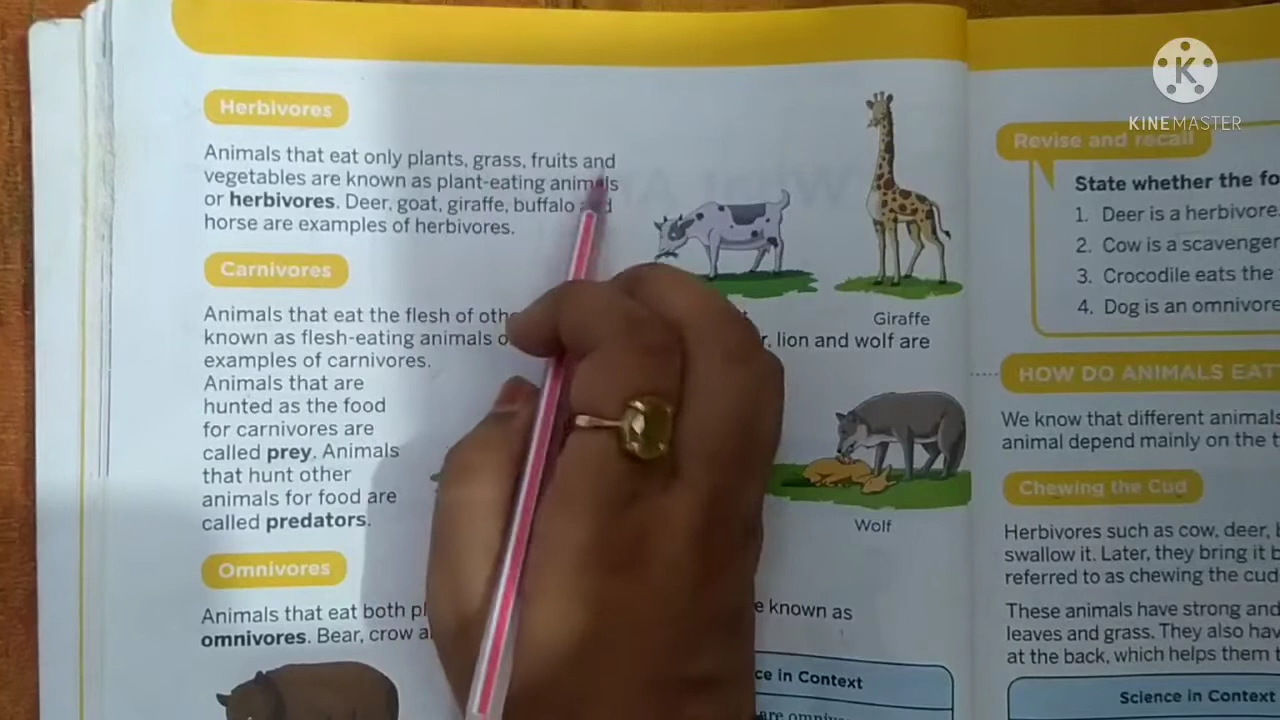 Herbivores
Animals that eat only plants, grass, fruits and
vegetables are known as plant-eating animals
or herbivores. Deer, goat, giraffe, buffalo and
horse are examples of herbivores.
Giraffe
Carnivores
Animals that eat the flesh of
known as flesh-eating animals
lion and wolf are
examples of carnivores.
Animals that are
hunted as the food
for carnivores are
called prey. Animals
that hunt other
animals for food are
called predators.
Wolf
Omnivores
Animals that eat both
known as
omnivores. Bear, crow
in Context
are
KINEMASTER
Revise and recall
State whether the
1. Deer is a herbivore
2. Cow is a scavenger
3. Crocodile eats the
4. Dog is an omnivore
HOW DO ANIMALS EAT
We know that different animals
animal depend mainly on the
Chewing the Cud
Herbivores such as cow, deer,
swallow it. Later, they bring it
referred to as chewing the cud
These animals have strong and
leaves and grass. They also
at the back, which helps them
Science in Context